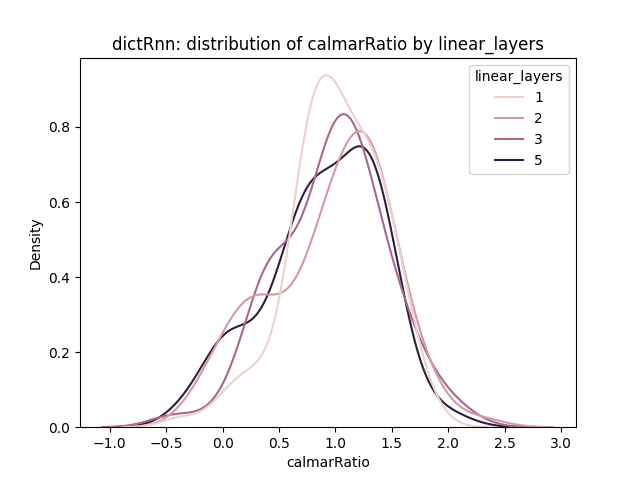 dictRnn: distribution of calmarRatio by linear_layers
linear_layers
1
2
3
5
Density
0.8
0.6
0.4
0.2
0.0
−1.0 −0.5 0.0 0.5 1.0 1.5 2.0 2.5 3.0
calmarRatio